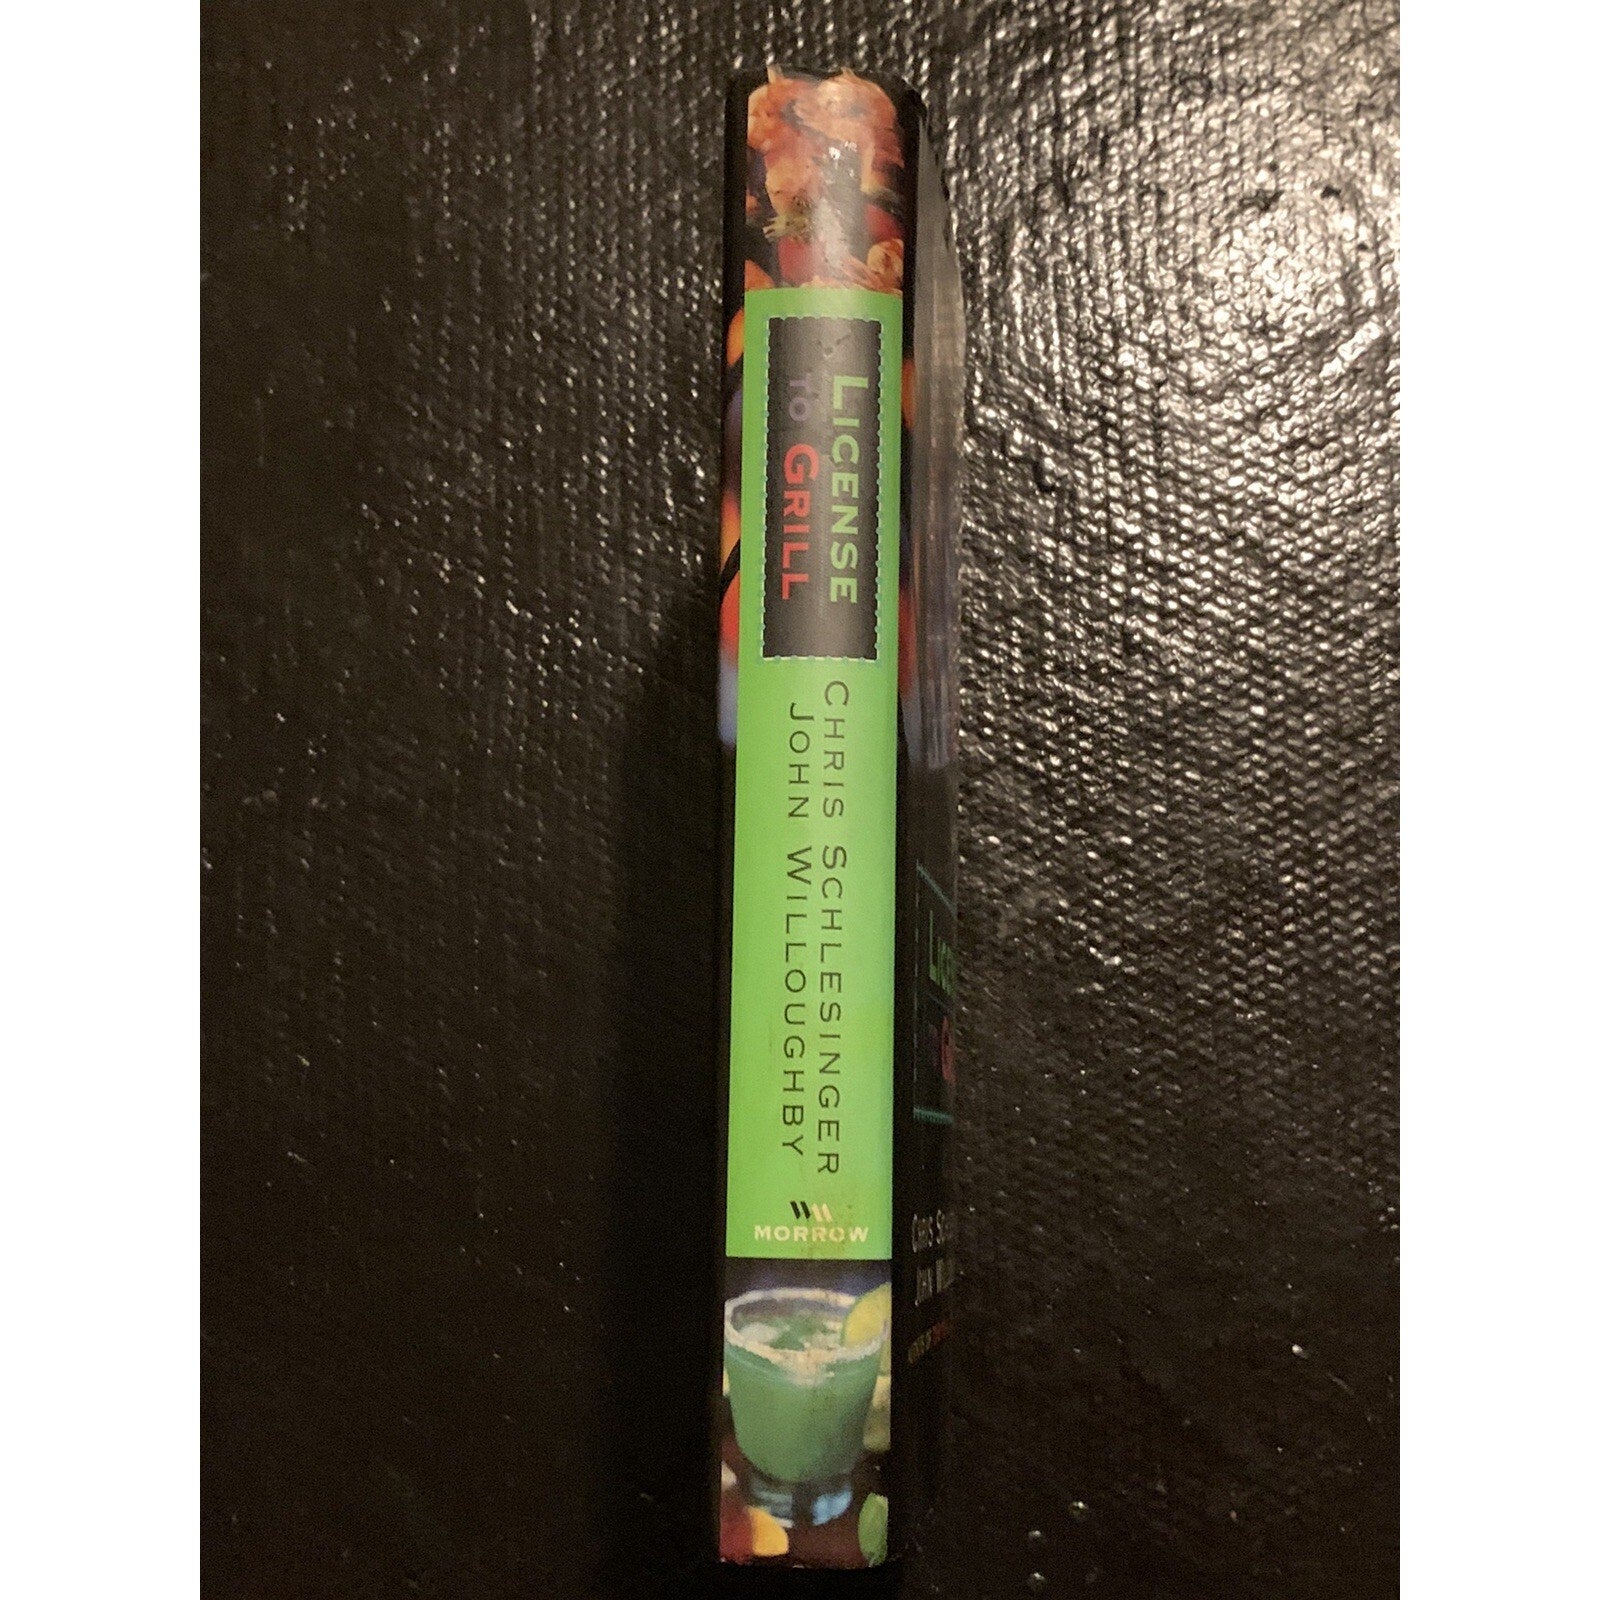 LICENSE
TO GRILL
CHRIS SCHLESINGER
JOHN WILLOUGHBY
MORROW